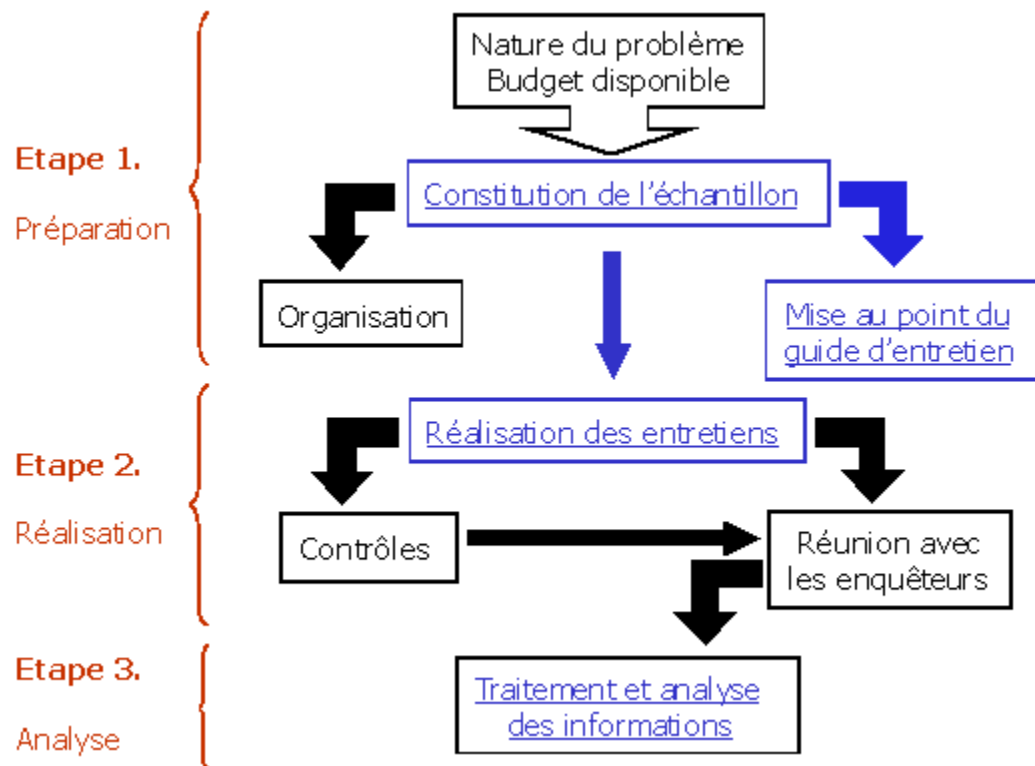 Nature du problème
Budget disponible
Etape 1.
Préparation
Constitution de l'échantillon
Organisation
Mise au point du
guide d'entretien
Etape 2.
Réalisation
Réalisation des entretiens
Contrôles
Réunion avec
les enquêteurs
Etape 3.
Analyse
Traitement et analyse
des informations